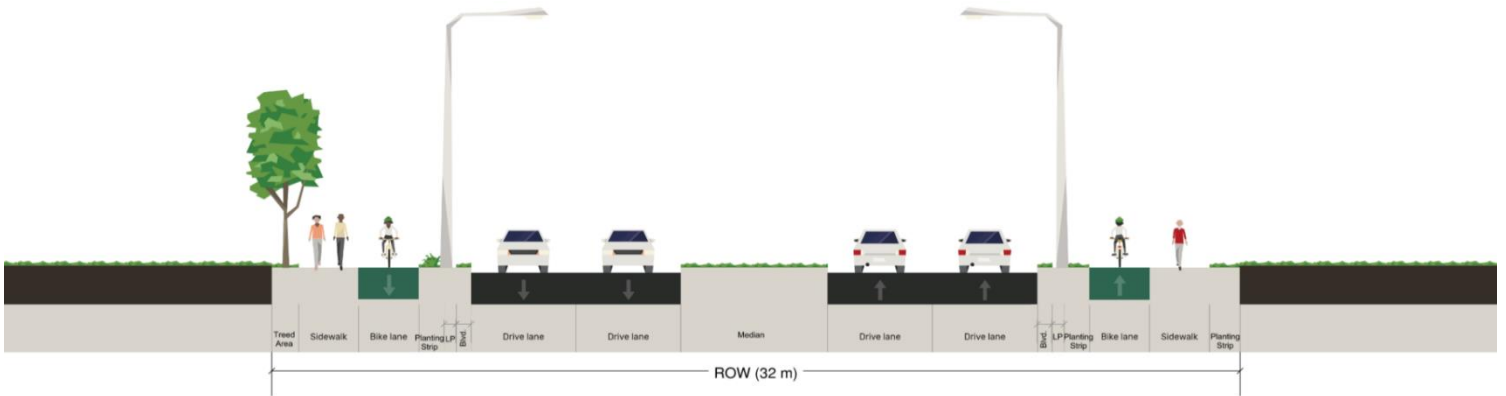 Treed
Area
Sidewalk
Bike lane
Planting
Strip
LP
Blvd.
Drive lane
Drive lane
Median
Drive lane
Drive lane
Blvd.
LP
Planting
Strip
Bike lane
Sidewalk
Planting
Strip
ROW (32 m)